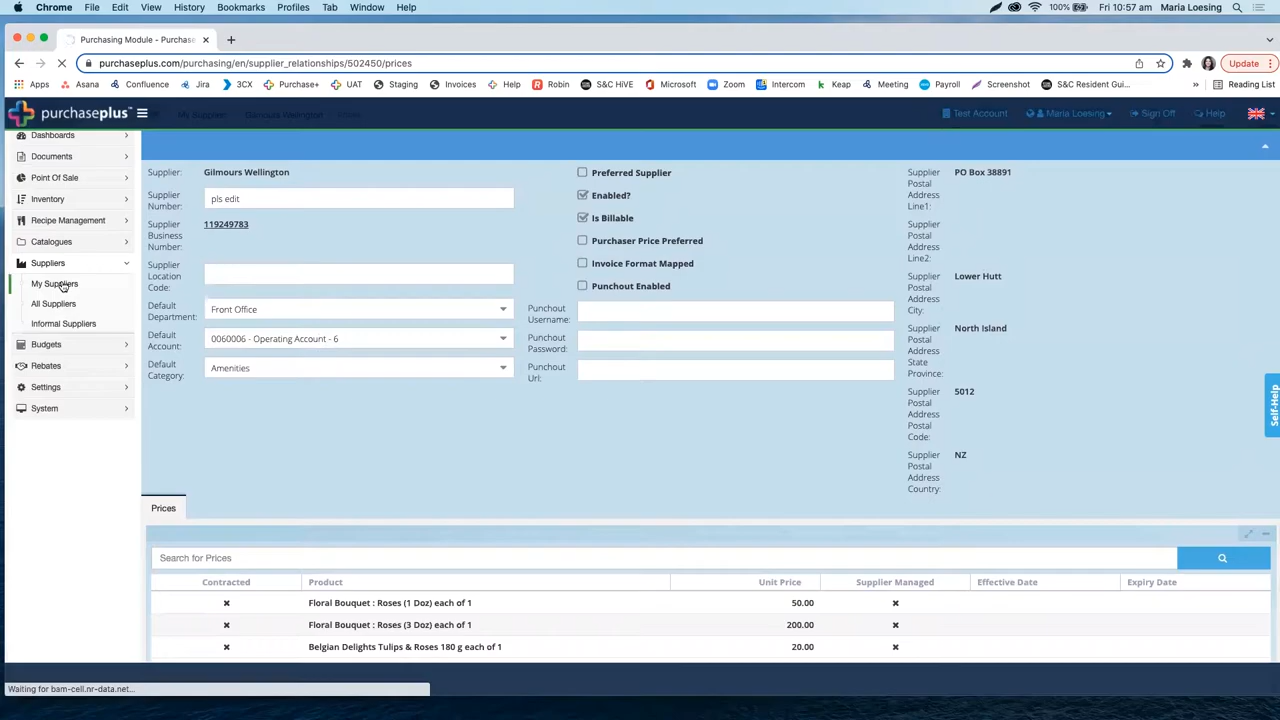 Chrome File Edit View History Bookmarks Profiles Tab Window Help 100% Fri 10:57 am Maria Loesing
Purchasing Module - Purchase
purchaseplus.com/purchasing/en/supplier_relationships/502450/prices Update
Apps Asana Confluence Jira 3CX Purchase+ UAT Staging Invoices Help Robin S&C HiVE Microsoft Zoom Intercom Keap Meeting Payroll Screenshot S&C Resident Gui... Reading List
purchaseplus™ My Suppliers Gilmours Wellington Prices Test Account Maria Loesing Sign Off Help
Dashboards
Documents
Point Of Sale
Inventory
Recipe Management
Catalogues
Suppliers
My Suppliers
All Suppliers
Informal Suppliers
Budgets
Rebates
Settings
System
Supplier: Gilmours Wellington
Supplier
Number: pls edit
Supplier
Business
Number: 119249783
Supplier
Location
Code:
Default
Department: Front Office
Default
Account: 0060006 - Operating Account - 6
Default
Category: Amenities
Preferred Supplier
Enabled?
Is Billable
Purchaser Price Preferred
Invoice Format Mapped
Punchout Enabled
Punchout
Username:
Punchout
Password:
Punchout
Url:
Supplier
Postal
Address
Line1: PO Box 38891
Supplier
Postal
Address
Line2:
Supplier
Postal
Address
City: Lower Hutt
Supplier
Postal
Address
State
Province: North Island
Supplier
Postal
Address
Postal
Code: 5012
Supplier
Postal
Address
Country: NZ
Self-Help
Prices
Search for Prices
Contracted Product Unit Price Supplier Managed Effective Date Expiry Date
Floral Bouquet : Roses (1 Doz) each of 1 50.00
Floral Bouquet : Roses (3 Doz) each of 1 200.00
Belgian Delights Tulips & Roses 180 g each of 1 20.00
Waiting for bam-cell.nr-data.net...